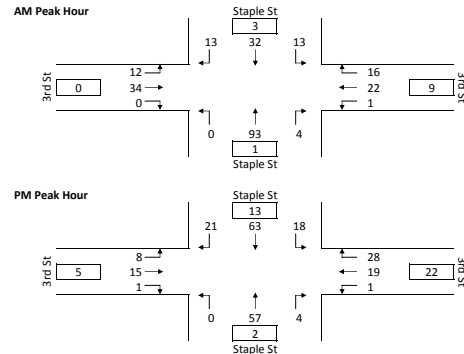 AM Peak Hour
Staple St
3
13 32 13
3rd St
0
12
34
0
16
22
1
9
3rd St
0 93 4
1
Staple St
PM Peak Hour
Staple St
13
21 63 18
3rd St
5
8
15
1
28
19
1
22
3rd St
0 57 4
2
Staple St